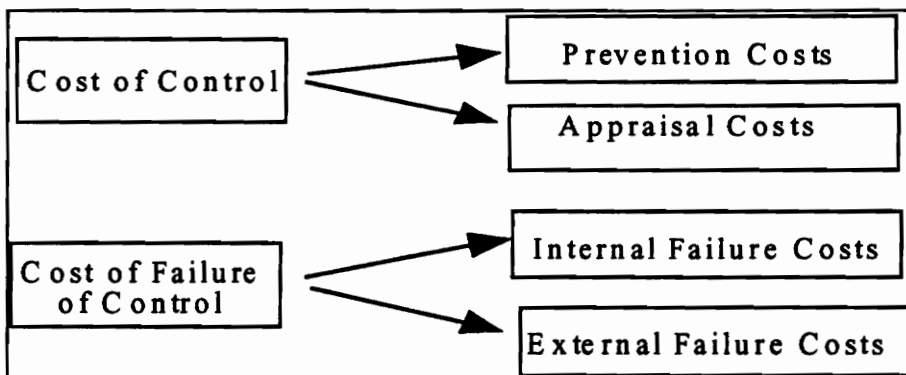 Cost of Control
Prevention Costs
Appraisal Costs
Cost of Failure
of Control
Internal Failure Costs
External Failure Costs